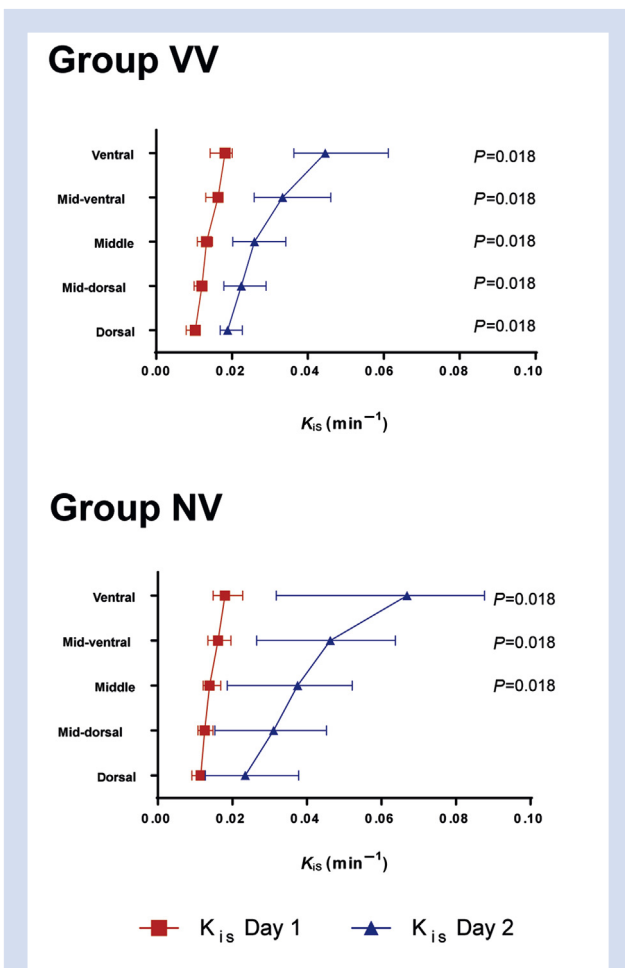 Group VV
Ventral P=0.018
Mid-ventral P=0.018
Middle P=0.018
Mid-dorsal P=0.018
Dorsal P=0.018
0.00 0.02 0.04 0.06 0.08 0.10
Kis (min−1)
Group NV
Ventral P=0.018
Mid-ventral P=0.018
Middle P=0.018
Mid-dorsal
Dorsal
0.00 0.02 0.04 0.06 0.08 0.10
Kis (min−1)
Kis Day 1 Kis Day 2